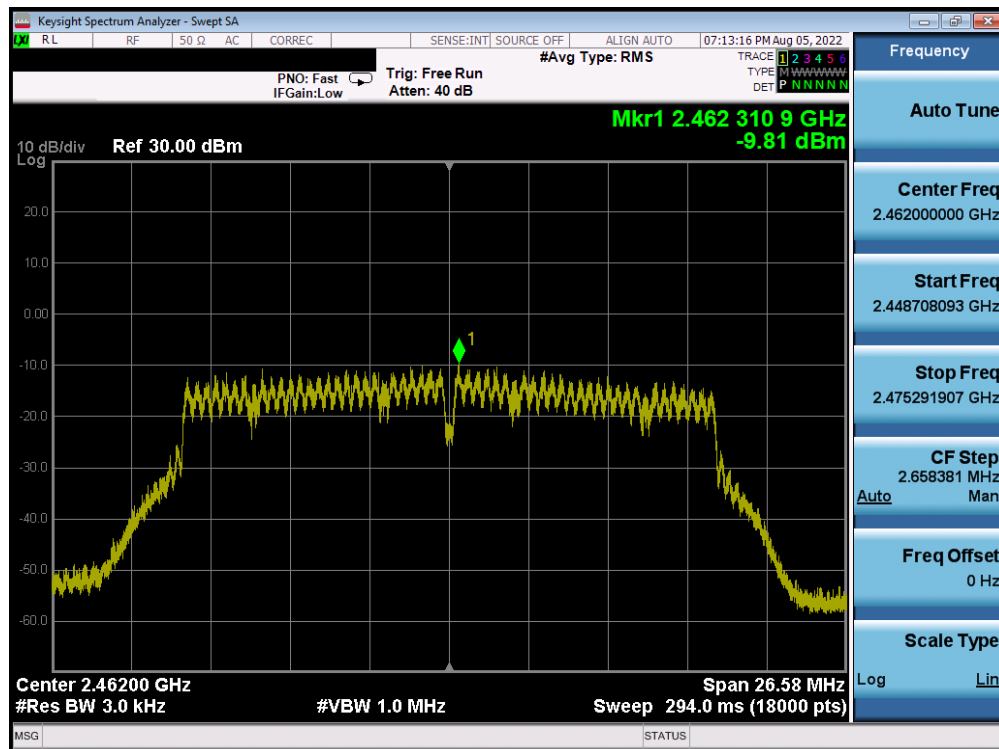 Keysight Spectrum Analyzer - Swept SA
LXI RL RF 50 Ω AC CORREC SENSE:INT SOURCE OFF ALIGN AUTO 07:13:16 PM Aug 05, 2022
#Avg Type: RMS
TRACE 1 2 3 4 5 6
PNO: Fast Trig: Free Run
TYPE M WWWWW
IFGain:Low Atten: 40 dB
DET P N N N N N
Mkr1 2.462 310 9 GHz
-9.81 dBm
10 dB/div Ref 30.00 dBm
Log
20.0
10.0
0.00
1
-10.0
-20.0
-30.0
-40.0
-50.0
-60.0
Center 2.46200 GHz Span 26.58 MHz
#Res BW 3.0 kHz #VBW 1.0 MHz Sweep 294.0 ms (18000 pts)
MSG STATUS
Frequency
Auto Tune
Center Freq
2.462000000 GHz
Start Freq
2.448708093 GHz
Stop Freq
2.475291907 GHz
CF Step
2.658381 MHz
Auto Man
Freq Offset
0 Hz
Scale Type
Log Lin